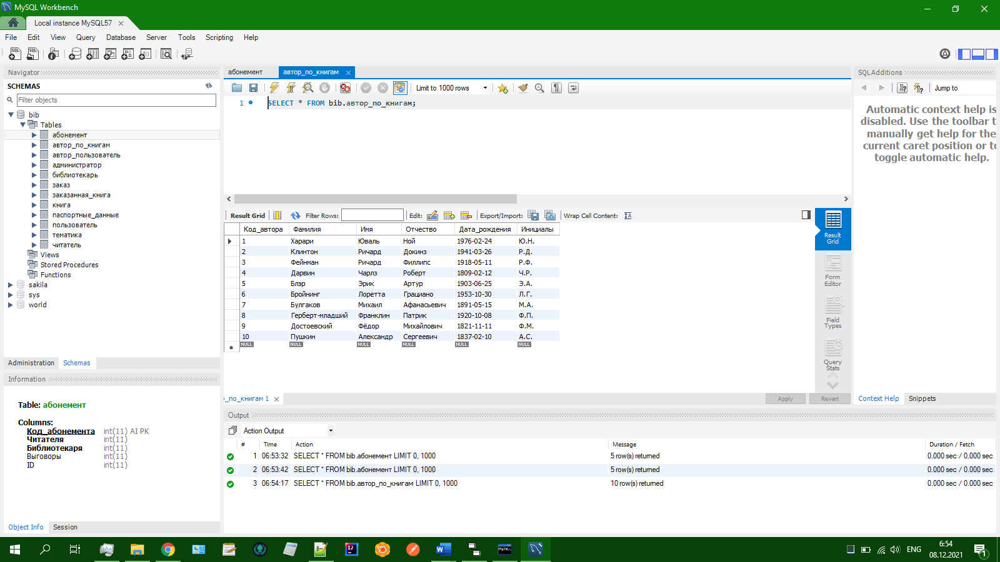 MySQL Workbench
Local instance MySQL57
File Edit View Query Database Server Tools Scripting Help
Navigator
SCHEMAS
Filter objects
bib
Tables
абонемент
автор_по_книгам
автор_пользователь
администратор
библиотекарь
заказ
заказанная_книга
книга
паспортные_данные
пользователь
тематика
читатель
Views
Stored Procedures
Functions
sakila
sys
world
Administration Schemas
Information
Table: абонемент
Columns:
Код_абонемента int(11) AI PK
Читателя int(11)
Библиотекаря int(11)
Выговоры int(11)
ID int(11)
Object Info Session
абонемент автор_по_книгам
Limit to 1000 rows
1 SELECT * FROM bib.автор_по_книгам;
Result Grid Filter Rows: Edit: Export/Import: Wrap Cell Content:
Код_автора Фамилия Имя Отчество Дата_рождения Инициалы
1 Харари Юваль Ной 1976-02-24 Ю.Н.
2 Клинтон Ричард Докинз 1941-03-26 Р.Д.
3 Фейнман Ричард Филлипс 1918-05-11 Р.Ф.
4 Дарвин Чарлз Роберт 1809-02-12 Ч.Р.
5 Блэр Эрик Артур 1903-06-25 Э.А.
6 Бройнинг Лоретта Грациано 1953-10-30 Л.Г.
7 Булгаков Михаил Афанасьевич 1891-05-15 М.А.
8 Герберт-младший Франклин Патрик 1920-10-08 Ф.П.
9 Достоевский Фёдор Михайлович 1821-11-11 Ф.М.
10 Пушкин Александр Сергеевич 1837-02-10 А.С.
NULL NULL NULL NULL NULL NULL
Result Grid
Form Editor
Field Types
Query Stats
_по_книгам 1
Apply Revert
SQLAdditions
Jump to
Automatic context help is
disabled. Use the toolbar t
manually get help for the
current caret position or to
toggle automatic help.
Context Help Snippets
Output
Action Output
# Time Action Message Duration / Fetch
1 06:53:32 SELECT * FROM bib.абонемент LIMIT 0, 1000 5 row(s) returned 0.000 sec / 0.000 sec
2 06:53:42 SELECT * FROM bib.абонемент LIMIT 0, 1000 5 row(s) returned 0.000 sec / 0.000 sec
3 06:54:17 SELECT * FROM bib.автор_по_книгам LIMIT 0, 1000 10 row(s) returned 0.000 sec / 0.000 sec
ENG
6:54
08.12.2021
1